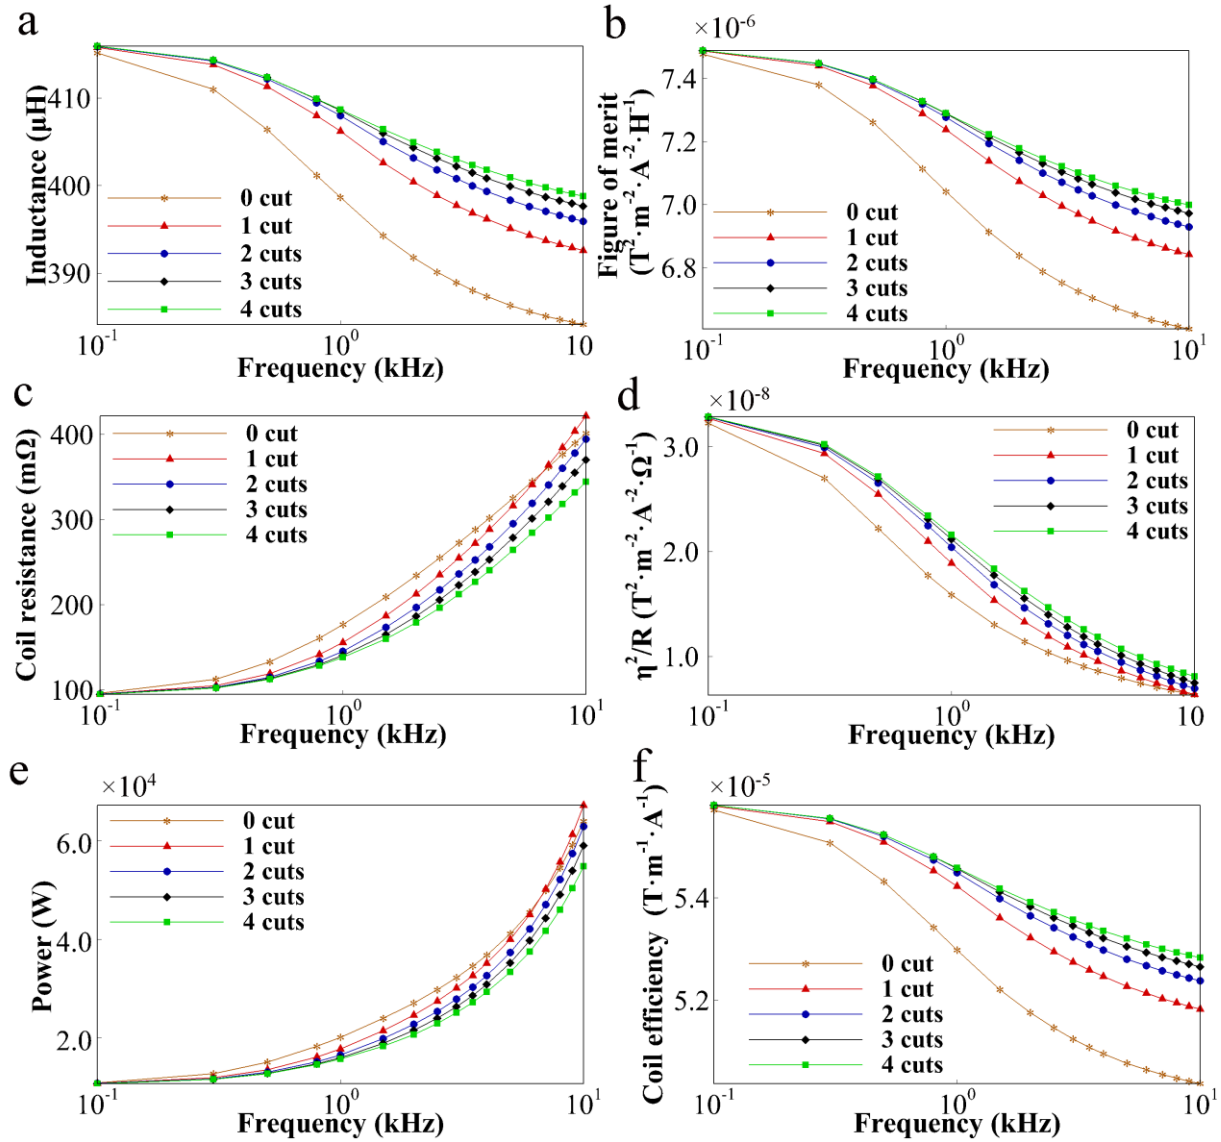 a
Inductance (µH)
410
400
390
0 cut
1 cut
2 cuts
3 cuts
4 cuts
10⁻¹
10⁰
10
Frequency (kHz)
b
×10⁻⁶
Figure of merit
(T²·m⁻²·A⁻²·H⁻¹)
7.4
7.2
7.0
6.8
0 cut
1 cut
2 cuts
3 cuts
4 cuts
10⁻¹
10⁰
10¹
Frequency (kHz)
c
Coil resistance (mΩ)
400
300
200
100
0 cut
1 cut
2 cuts
3 cuts
4 cuts
10⁻¹
10⁰
10¹
Frequency (kHz)
d
×10⁻⁸
η²/R (T²·m⁻²·A⁻²·Ω⁻¹)
3.0
2.0
1.0
0 cut
1 cut
2 cuts
3 cuts
4 cuts
10⁻¹
10⁰
10¹
Frequency (kHz)
e
×10⁴
Power (W)
6.0
4.0
2.0
0 cut
1 cut
2 cuts
3 cuts
4 cuts
10⁻¹
10⁰
10¹
Frequency (kHz)
f
×10⁻⁵
Coil efficiency (T·m⁻¹·A⁻¹)
5.4
5.2
0 cut
1 cut
2 cuts
3 cuts
4 cuts
10⁻¹
10⁰
10¹
Frequency (kHz)